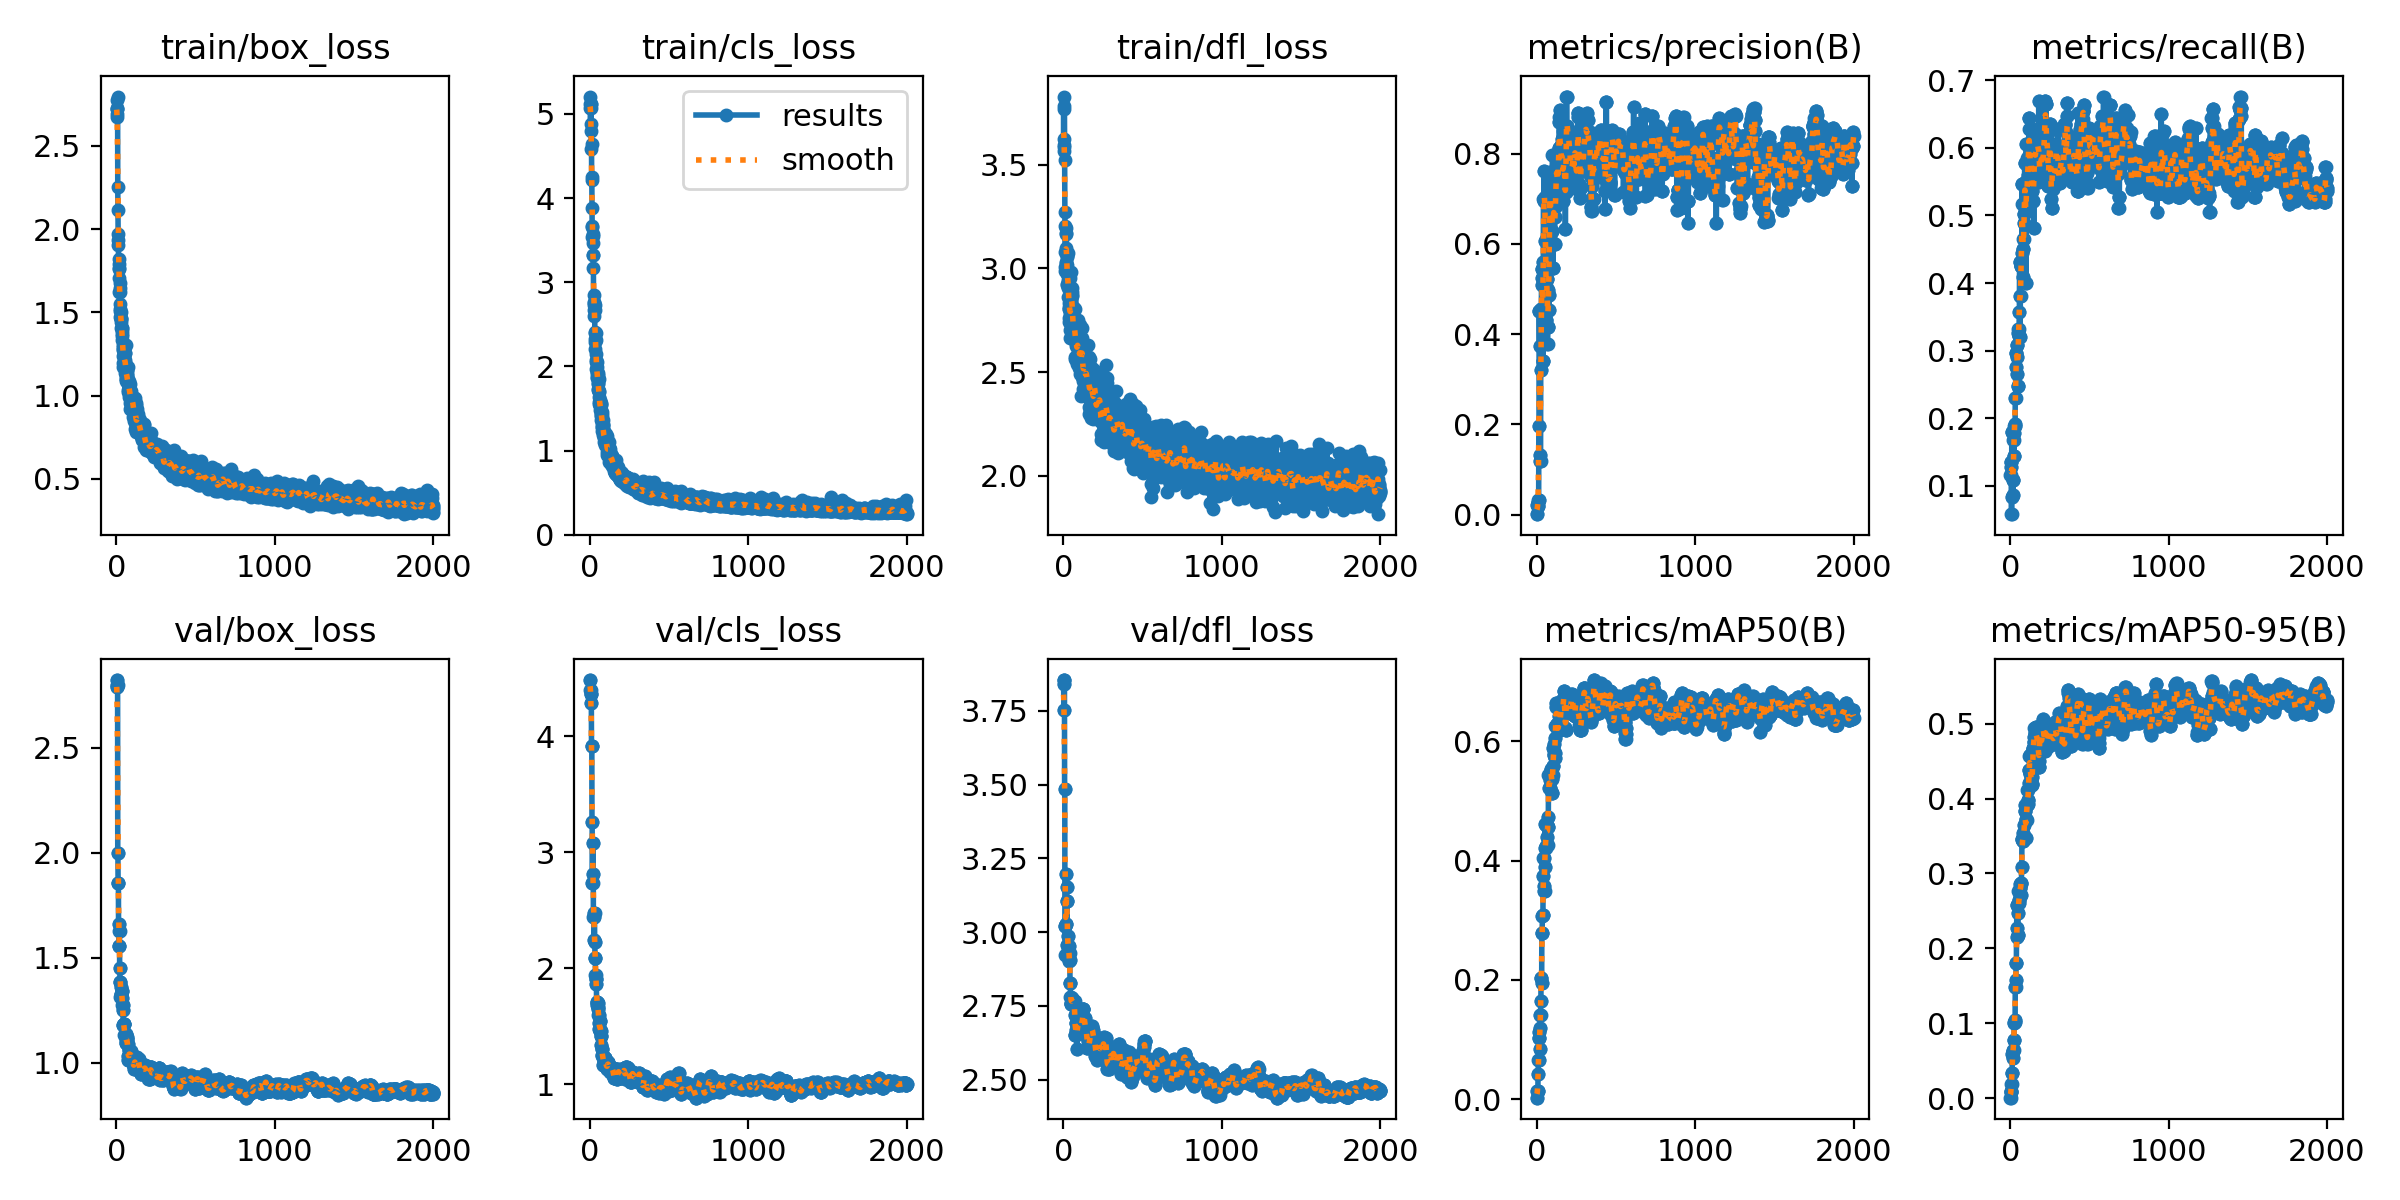 train/box_loss
2.5
2.0
1.5
1.0
0.5
0 1000 2000
train/cls_loss
results
smooth
5
4
3
2
1
0
0 1000 2000
train/dfl_loss
3.5
3.0
2.5
2.0
0 1000 2000
metrics/precision(B)
0.8
0.6
0.4
0.2
0.0
0 1000 2000
metrics/recall(B)
0.7
0.6
0.5
0.4
0.3
0.2
0.1
0 1000 2000
val/box_loss
2.5
2.0
1.5
1.0
0 1000 2000
val/cls_loss
4
3
2
1
0 1000 2000
val/dfl_loss
3.75
3.50
3.25
3.00
2.75
2.50
0 1000 2000
metrics/mAP50(B)
0.6
0.4
0.2
0.0
0 1000 2000
metrics/mAP50-95(B)
0.5
0.4
0.3
0.2
0.1
0.0
0 1000 2000